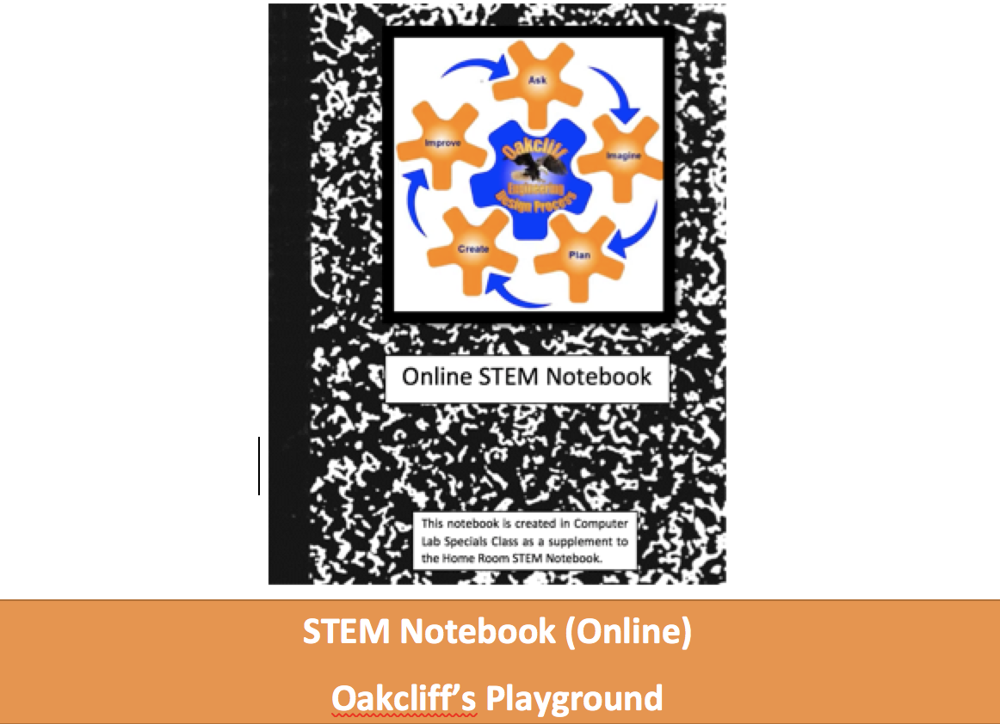 Ask
Imagine
Improve
Oakcliff
Engineering
Design Process
Create
Plan
Online STEM Notebook
This notebook is created in Computer
Lab Specials Class as a supplement to
the Home Room STEM Notebook.
STEM Notebook (Online)
Oakcliff’s Playground